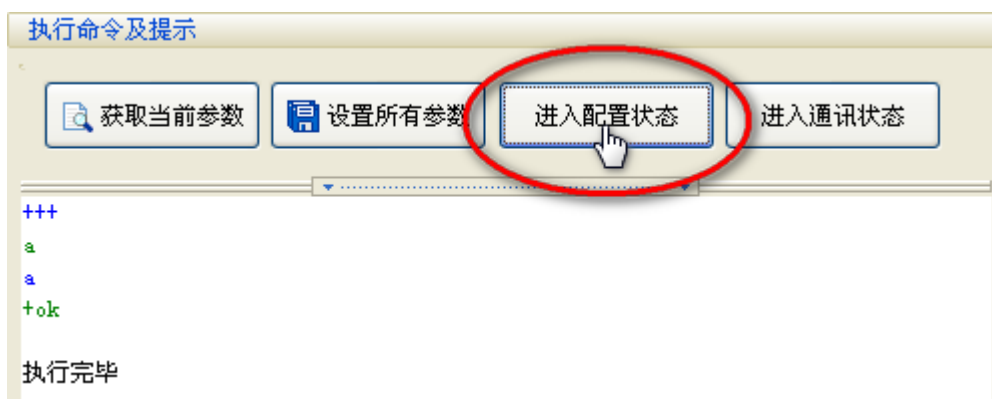 执行命令及提示
获取当前参数 设置所有参数 进入配置状态 进入通讯状态
+++
a
a
+ok
执行完毕